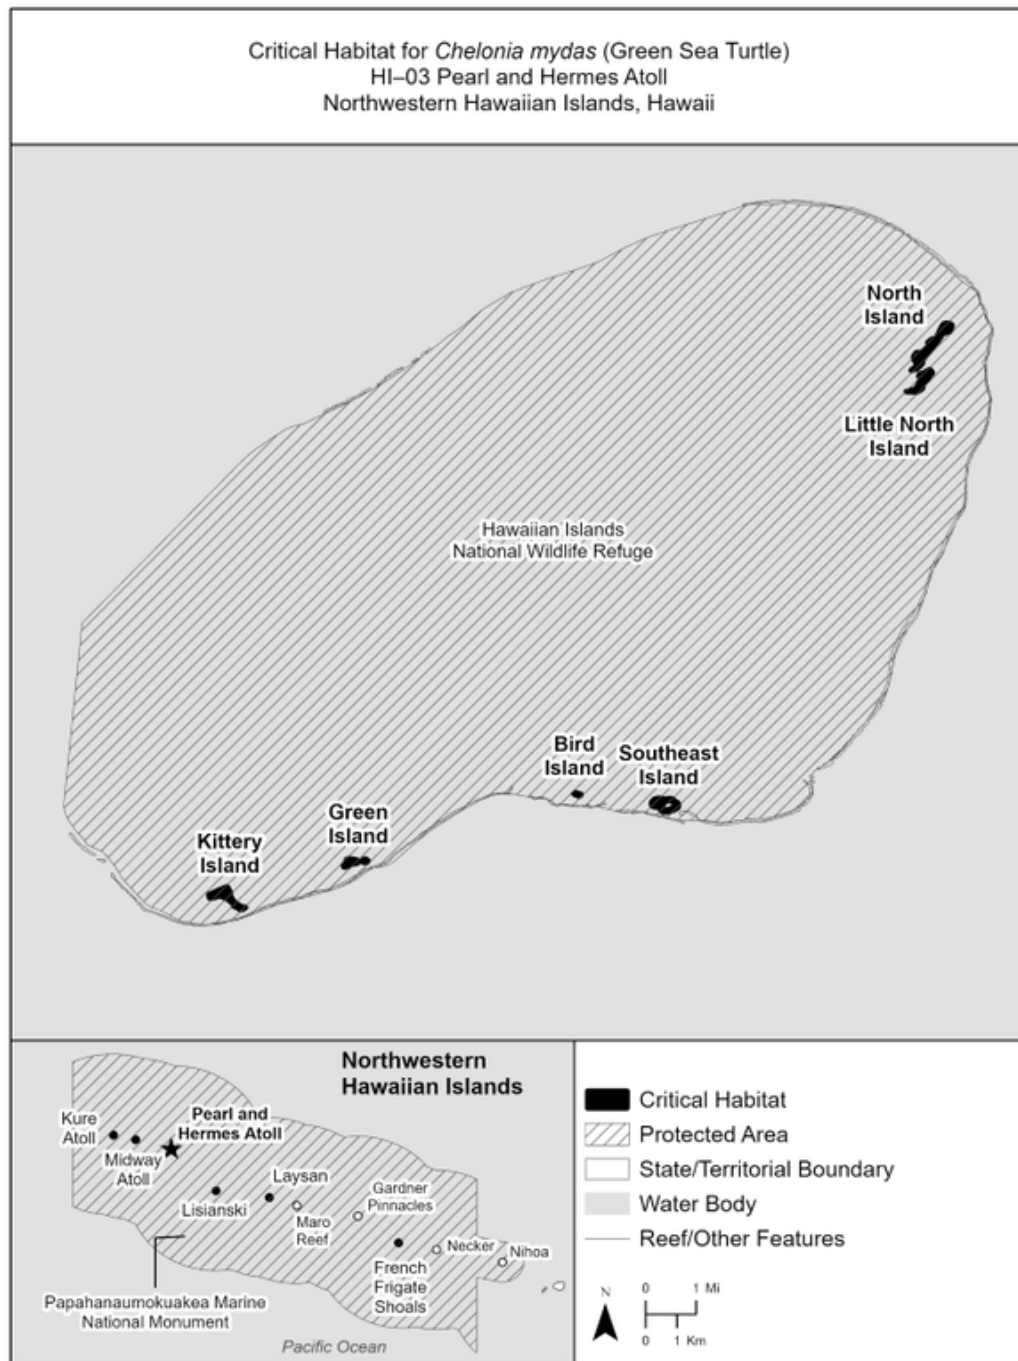 Critical Habitat for Chelonia mydas (Green Sea Turtle)
HI–03 Pearl and Hermes Atoll
Northwestern Hawaiian Islands, Hawaii
North
Island
Little North
Island
Hawaiian Islands
National Wildlife Refuge
Bird
Island
Southeast
Island
Green
Island
Kittery
Island
Northwestern
Hawaiian Islands
Kure
Atoll
Midway
Atoll
Pearl and
Hermes Atoll
Lisianski
Laysan
Maro
Reef
Gardner
Pinnacles
French
Frigate
Shoals
Necker
Nihoa
Papahanaumokuakea Marine
National Monument
Pacific Ocean
Critical Habitat
Protected Area
State/Territorial Boundary
Water Body
Reef/Other Features
N
0 1 Mi
0 1 Km